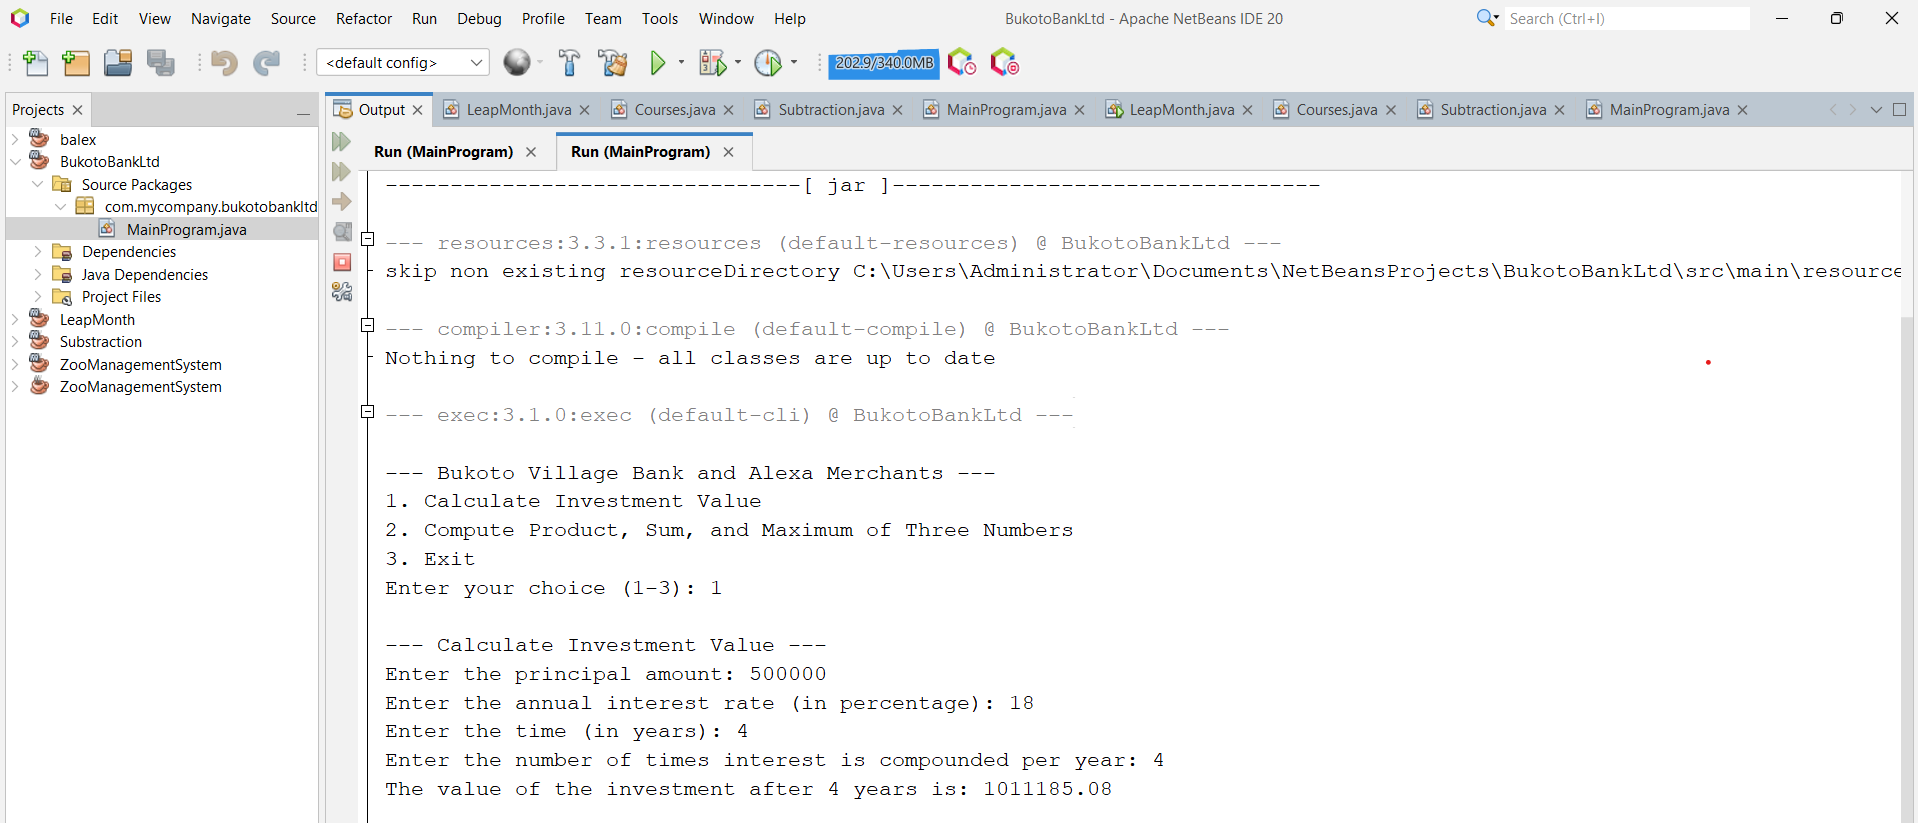 File Edit View Navigate Source Refactor Run Debug Profile Team Tools Window Help BukotoBankLtd - Apache NetBeans IDE 20 Search (Ctrl+I)
<default config> 202.9/340.0MB
Projects
balex
BukotoBankLtd
Source Packages
com.mycompany.bukotobankltd
MainProgram.java
Dependencies
Java Dependencies
Project Files
LeapMonth
Substraction
ZooManagementSystem
ZooManagementSystem
Output LeapMonth.java Courses.java Subtraction.java MainProgram.java LeapMonth.java Courses.java Subtraction.java MainProgram.java
Run (MainProgram) Run (MainProgram)
--------------------------------[ jar ]---------------------------------
--- resources:3.3.1:resources (default-resources) @ BukotoBankLtd ---
skip non existing resourceDirectory C:\Users\Administrator\Documents\NetBeansProjects\BukotoBankLtd\src\main\resource
--- compiler:3.11.0:compile (default-compile) @ BukotoBankLtd ---
Nothing to compile - all classes are up to date
--- exec:3.1.0:exec (default-cli) @ BukotoBankLtd ---
--- Bukoto Village Bank and Alexa Merchants ---
1. Calculate Investment Value
2. Compute Product, Sum, and Maximum of Three Numbers
3. Exit
Enter your choice (1-3): 1
--- Calculate Investment Value ---
Enter the principal amount: 500000
Enter the annual interest rate (in percentage): 18
Enter the time (in years): 4
Enter the number of times interest is compounded per year: 4
The value of the investment after 4 years is: 1011185.08